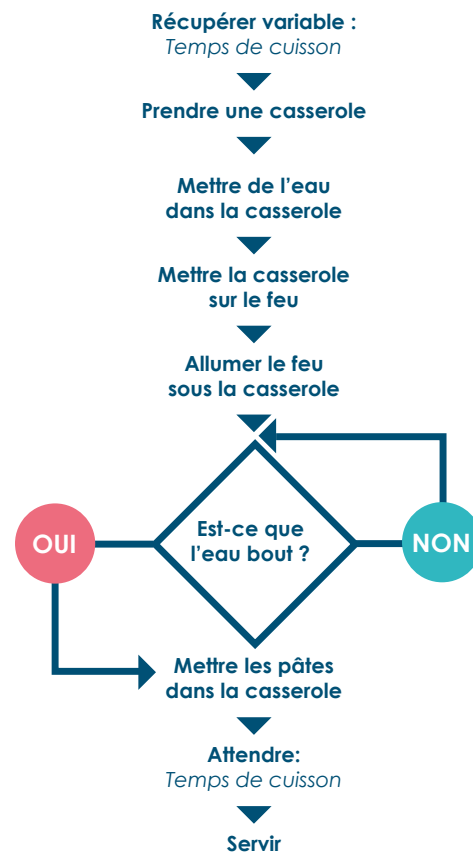 Récupérer variable :
Temps de cuisson
Prendre une casserole
Mettre de l'eau
dans la casserole
Mettre la casserole
sur le feu
Allumer le feu
sous la casserole
Est-ce que
l'eau bout ?
OUI
NON
Mettre les pâtes
dans la casserole
Attendre:
Temps de cuisson
Servir